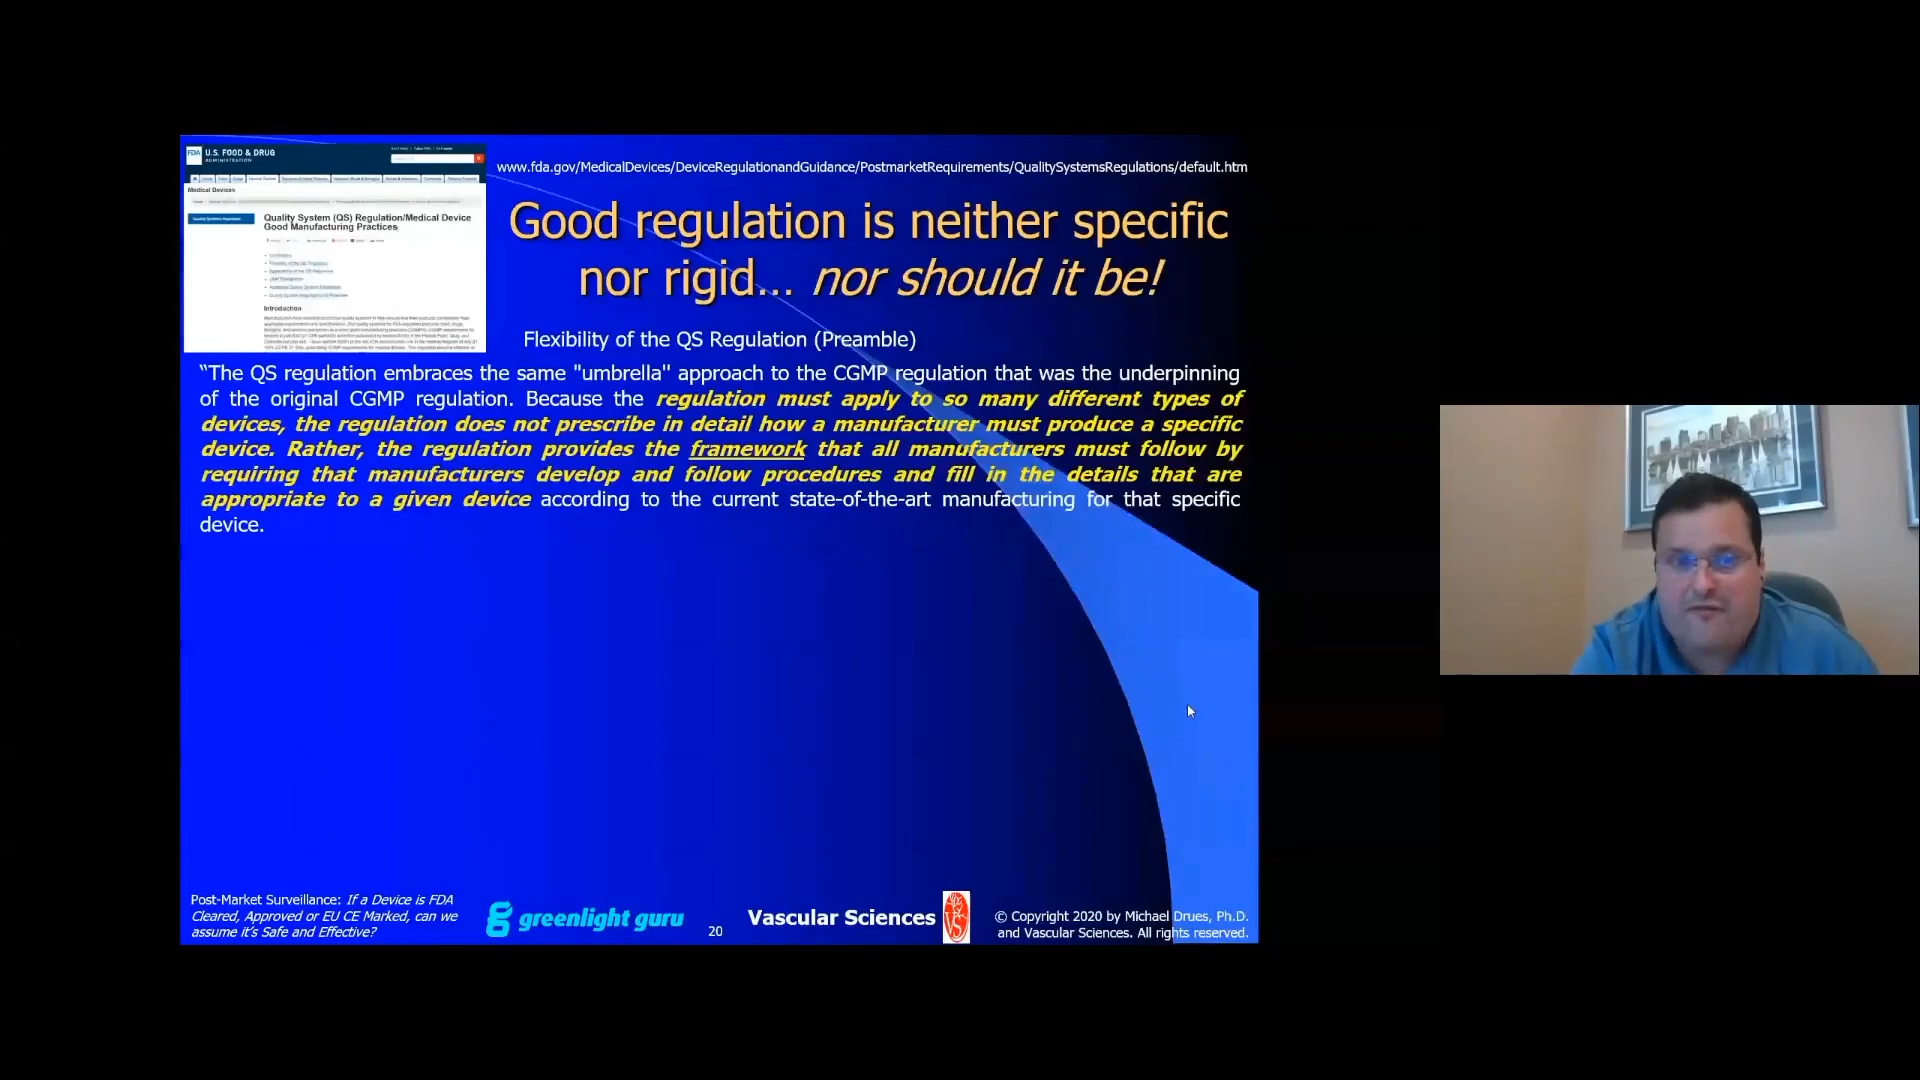 FDA U.S. FOOD & DRUG
ADMINISTRATION
Medical Devices
Quality System (QS) Regulation/Medical Device
Good Manufacturing Practices
Introduction
www.fda.gov/MedicalDevices/DeviceRegulationandGuidance/PostmarketRequirements/QualitySystemsRegulations/default.htm
Good regulation is neither specific
nor rigid... nor should it be!
Flexibility of the QS Regulation (Preamble)
“The QS regulation embraces the same "umbrella" approach to the CGMP regulation that was the underpinning
of the original CGMP regulation. Because the regulation must apply to so many different types of
devices, the regulation does not prescribe in detail how a manufacturer must produce a specific
device. Rather, the regulation provides the framework that all manufacturers must follow by
requiring that manufacturers develop and follow procedures and fill in the details that are
appropriate to a given device according to the current state-of-the-art manufacturing for that specific
device.
Post-Market Surveillance: If a Device is FDA
Cleared, Approved or EU CE Marked, can we
assume it's Safe and Effective?
greenlight guru
20
Vascular Sciences
VS
© Copyright 2020 by Michael Drues, Ph.D.
and Vascular Sciences. All rights reserved.